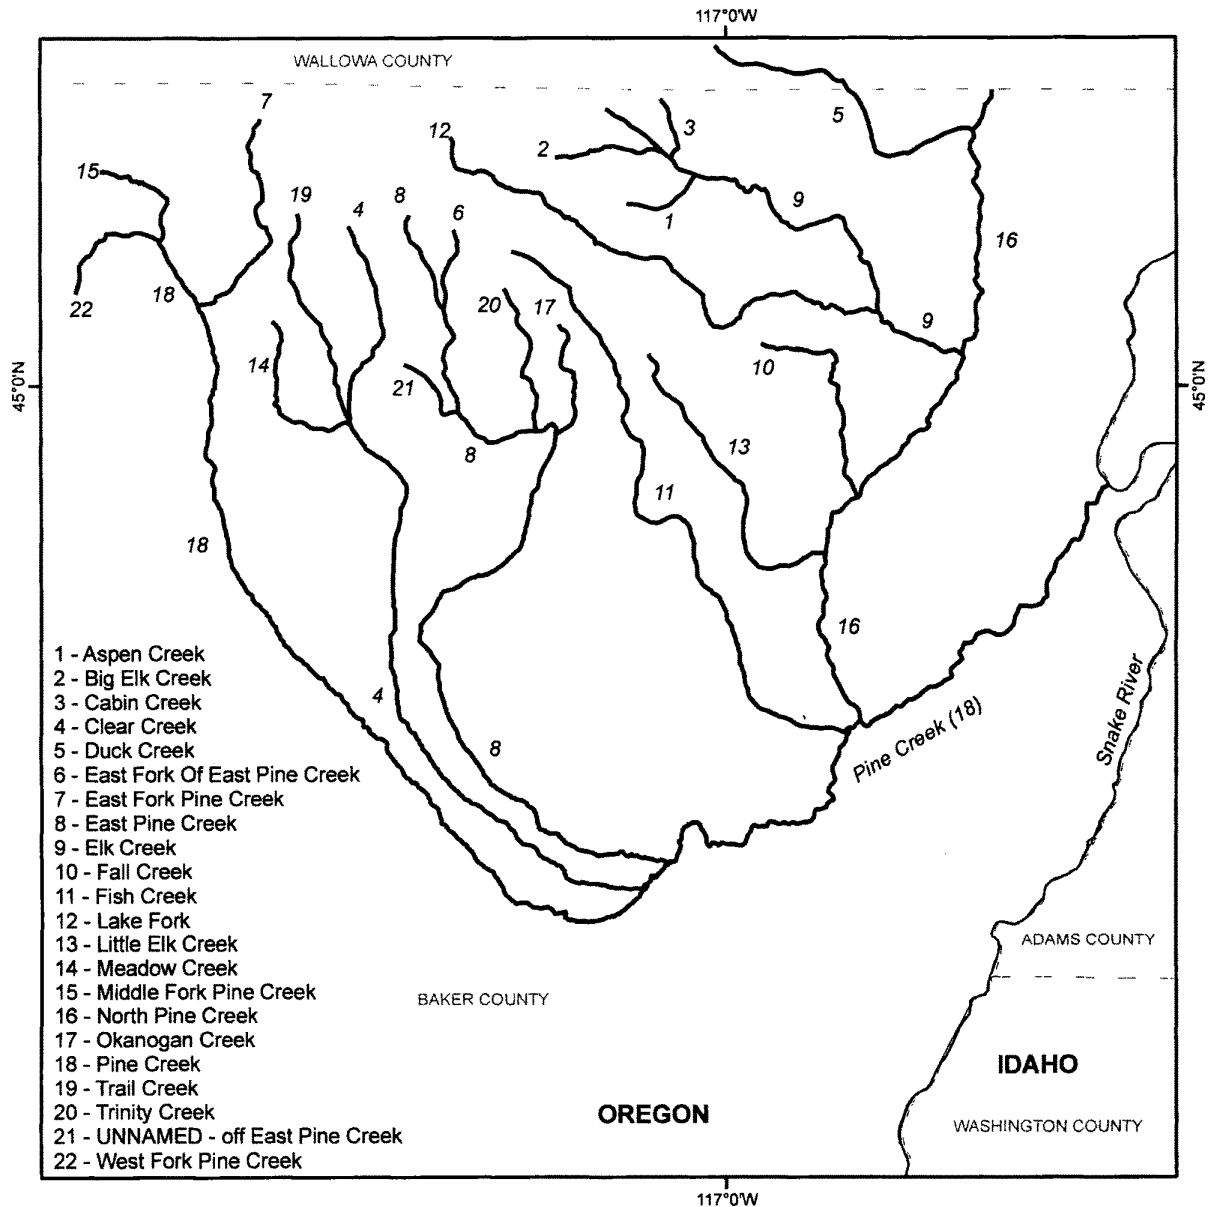 117°0'W
WALLOWA COUNTY
7
5
12
3
2
15
19
8
4
6
1
9
16
18
22
20
17
9
45°0'N
14
21
10
45°0'N
8
13
11
18
16
1 - Aspen Creek
2 - Big Elk Creek
3 - Cabin Creek
4 - Clear Creek
5 - Duck Creek
6 - East Fork Of East Pine Creek
7 - East Fork Pine Creek
8 - East Pine Creek
9 - Elk Creek
10 - Fall Creek
11 - Fish Creek
12 - Lake Fork
13 - Little Elk Creek
14 - Meadow Creek
15 - Middle Fork Pine Creek
16 - North Pine Creek
17 - Okanogan Creek
18 - Pine Creek
19 - Trail Creek
20 - Trinity Creek
21 - UNNAMED - off East Pine Creek
22 - West Fork Pine Creek
4
8
Pine Creek (18)
Snake River
ADAMS COUNTY
BAKER COUNTY
IDAHO
OREGON
WASHINGTON COUNTY
117°0'W